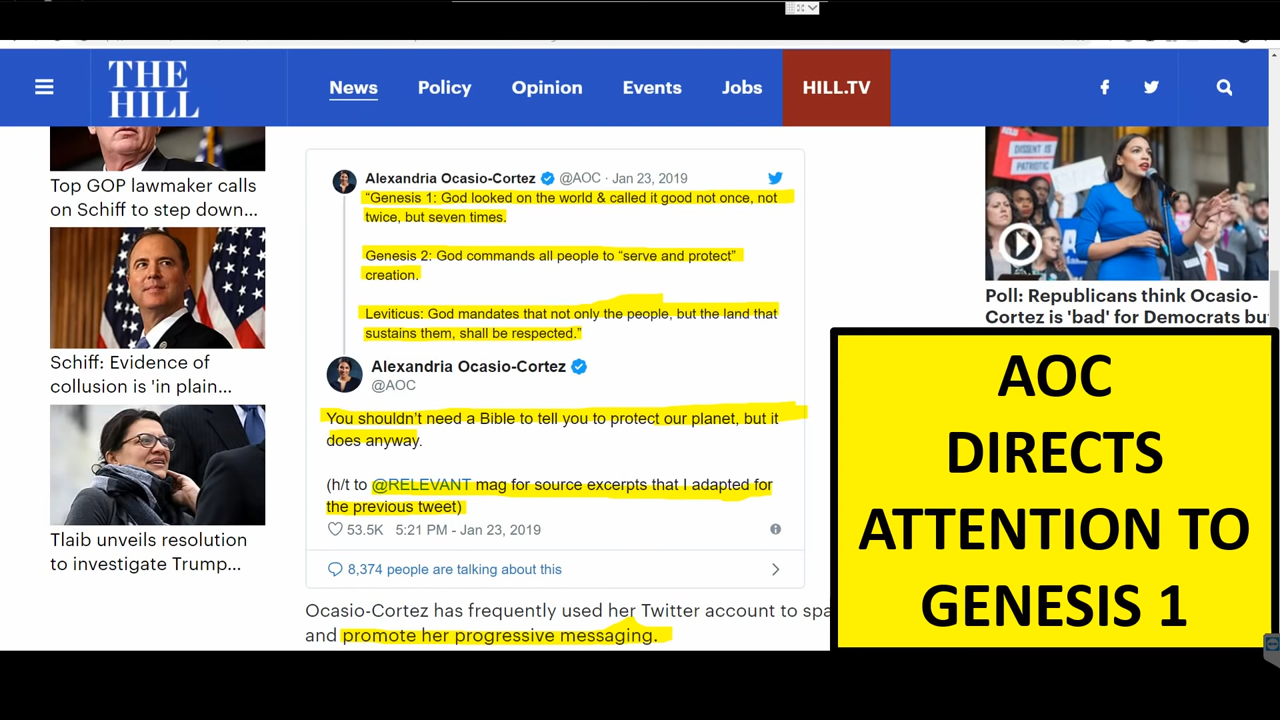 THE
HILL
News
Policy
Opinion
Events
Jobs
HILL.TV
Top GOP lawmaker calls
on Schiff to step down...
Schiff: Evidence of
collusion is 'in plain...
Tlaib unveils resolution
to investigate Trump...
Alexandria Ocasio-Cortez @AOC · Jan 23, 2019
“Genesis 1: God looked on the world & called it good not once, not
twice, but seven times.
Genesis 2: God commands all people to “serve and protect”
creation.
Leviticus: God mandates that not only the people, but the land that
sustains them, shall be respected.”
Alexandria Ocasio-Cortez
@AOC
You shouldn’t need a Bible to tell you to protect our planet, but it
does anyway.
(h/t to @RELEVANT mag for source excerpts that I adapted for
the previous tweet)
53.5K 5:21 PM - Jan 23, 2019
8,374 people are talking about this
Ocasio-Cortez has frequently used her Twitter account to spa
and promote her progressive messaging.
DISSENT IS
PATRIOTIC
Poll: Republicans think Ocasio-
Cortez is 'bad' for Democrats bu
AOC
DIRECTS
ATTENTION TO
GENESIS 1